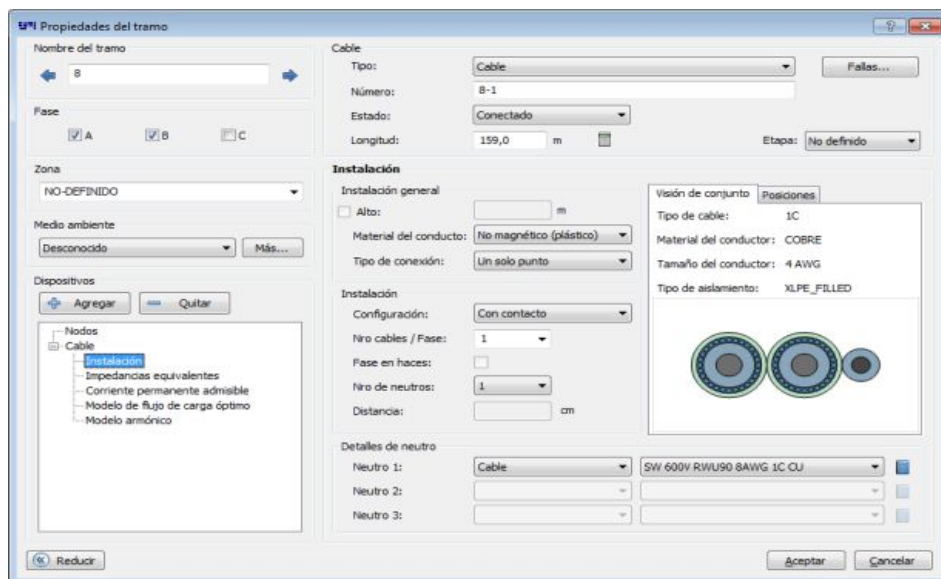 Propiedades del tramo
Nombre del tramo
8
Fase
A
B
C
Zona
NO-DEFINIDO
Medio ambiente
Desconocido
Más...
Dispositivos
Agregar
Quitar
Nodos
Cable
Instalación
Impedancias equivalentes
Corriente permanente admisible
Modelo de flujo de carga óptimo
Modelo armónico
Cable
Tipo:
Cable
Fallas...
Número:
8-1
Estado:
Conectado
Longitud:
159,0
m
Etapa:
No definido
Instalación
Instalación general
Alto:
m
Material del conducto:
No magnético (plástico)
Tipo de conexión:
Un solo punto
Instalación
Configuración:
Con contacto
Nro cables / Fase:
1
Fase en haces:
Nro de neutros:
1
Distancia:
cm
Visión de conjunto
Posiciones
Tipo de cable: 1C
Material del conductor: COBRE
Tamaño del conductor: 4 AWG
Tipo de aislamiento: XLPE_FILLED
Detalles de neutro
Neutro 1:
Cable
SW 600V RWU90 8AWG 1C CU
Neutro 2:
Neutro 3:
Reducir
Aceptar
Cancelar